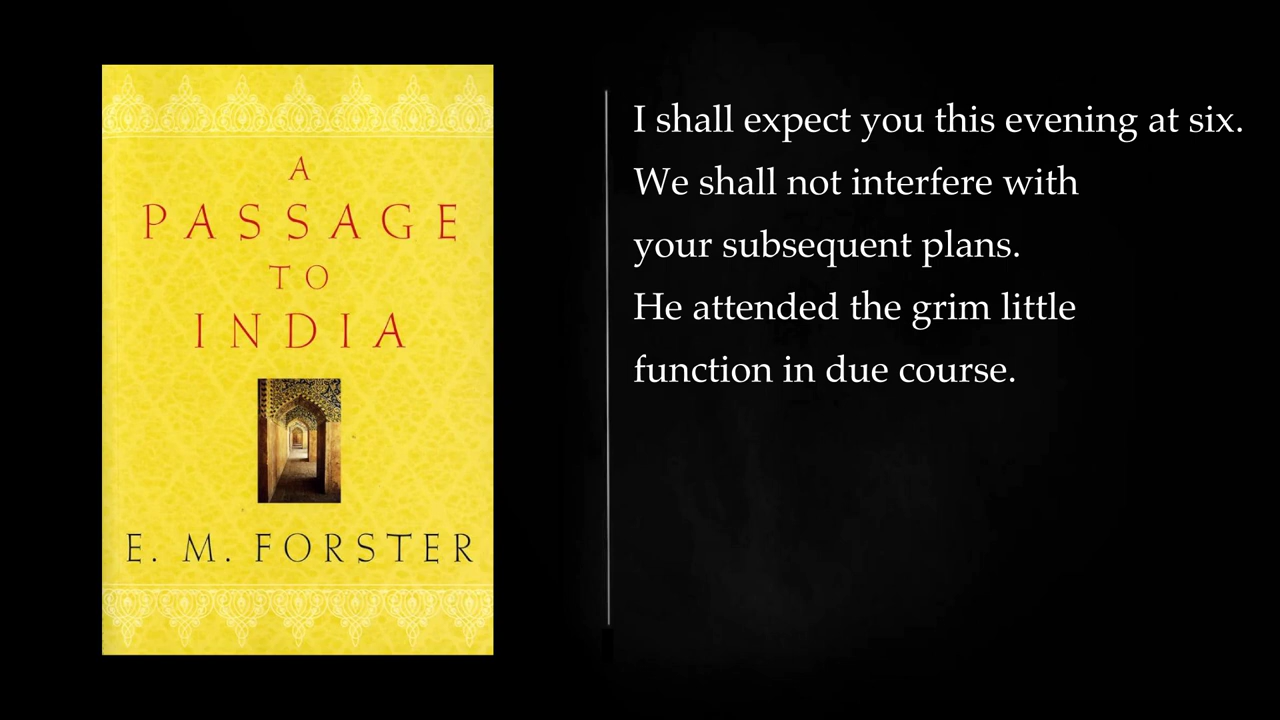 A
PASSAGE
TO
INDIA
E. M. FORSTER
I shall expect you this evening at six.
We shall not interfere with
your subsequent plans.
He attended the grim little
function in due course.